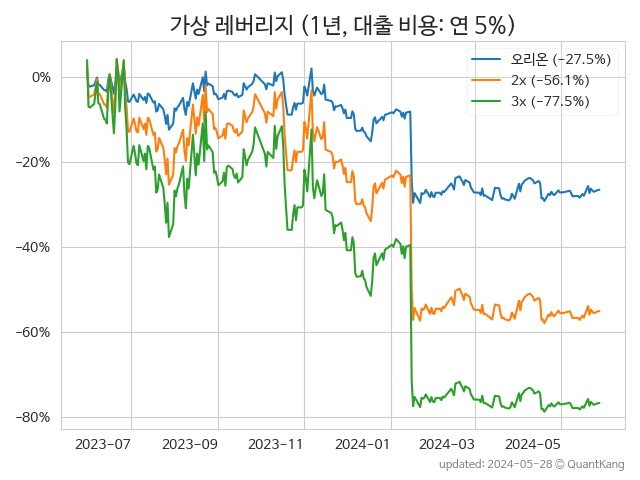 가상 레버리지 (1년, 대출 비용: 연 5%)
오리온 (−27.5%)
2x (−56.1%)
3x (−77.5%)
0%
−20%
−40%
−60%
−80%
2023-07 2023-09 2023-11 2024-01 2024-03 2024-05
updated: 2024-05-28 © QuantKang